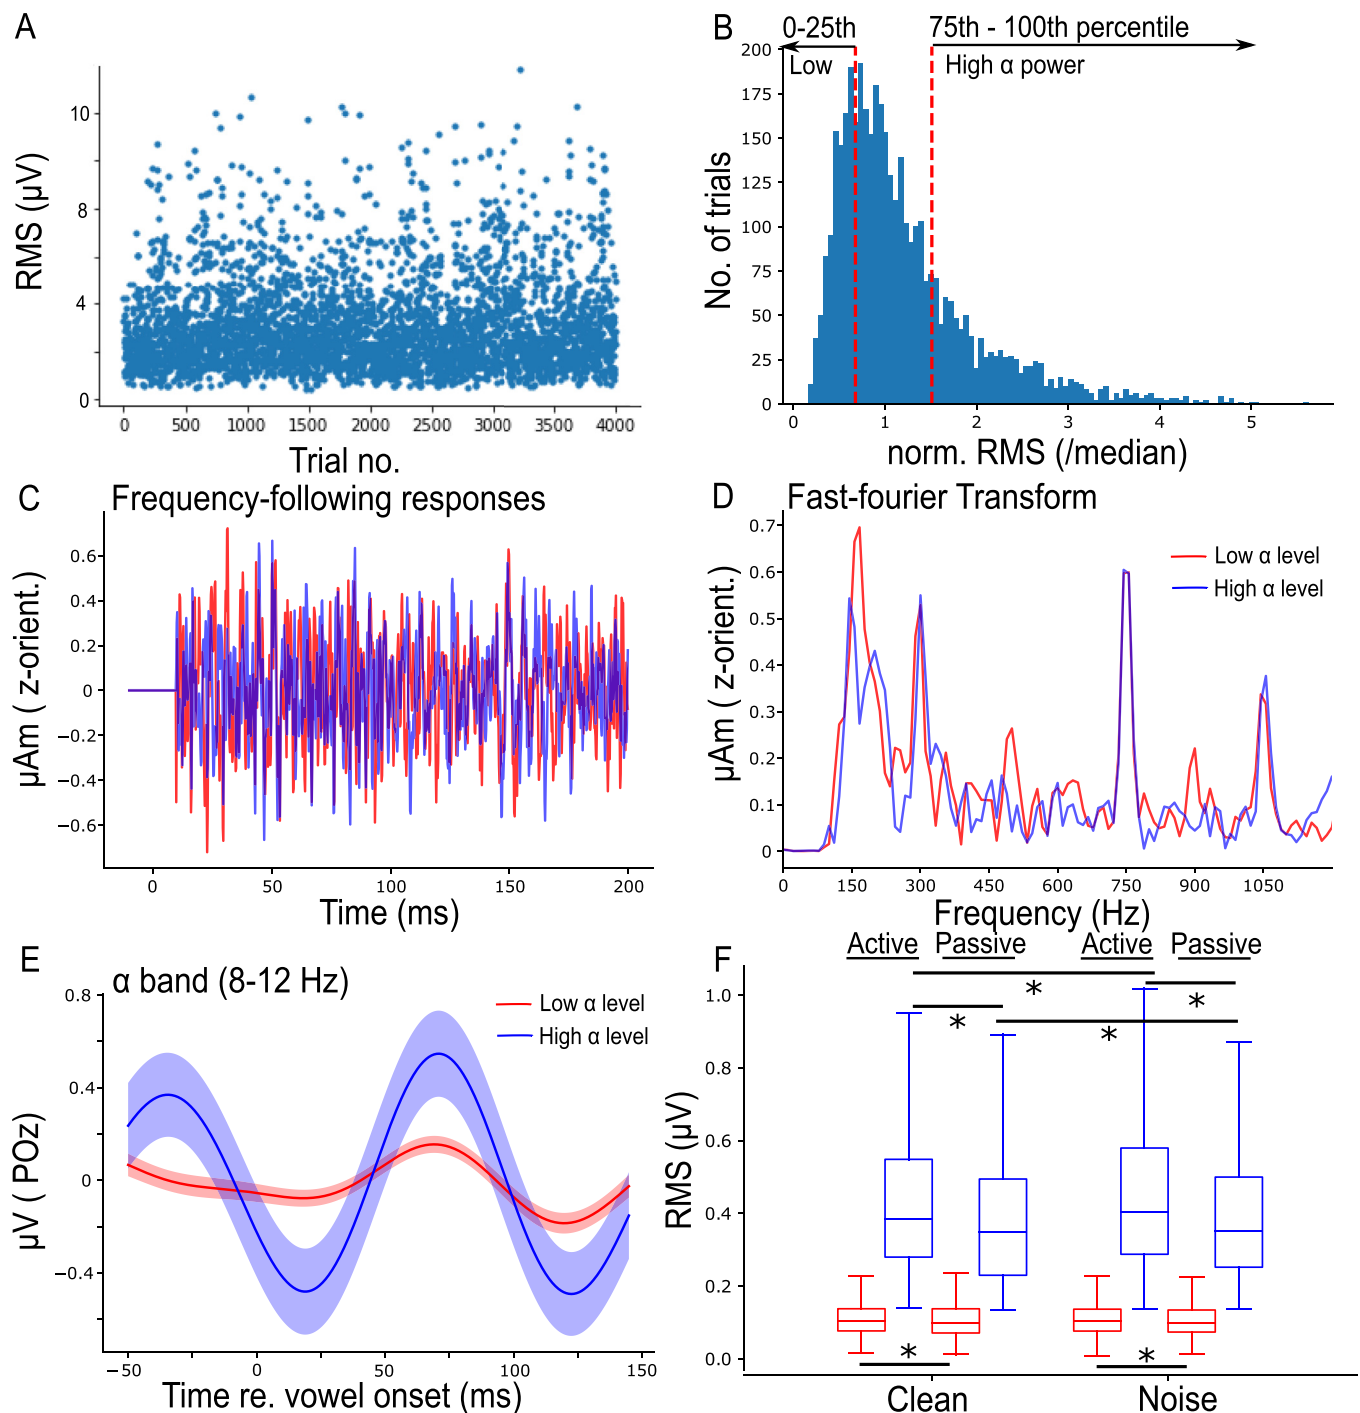 A
RMS (µV)
10
8
4
0
0 500 1000 1500 2000 2500 3000 3500 4000
Trial no.
B
0-25th
75th - 100th percentile
Low
High α power
No. of trials
200
175
150
125
100
75
50
25
0
0 1 2 3 4 5
norm. RMS (/median)
C
Frequency-following responses
µAm ( z-orient.)
0.6
0.4
0.2
0
−0.2
−0.4
−0.6
0 50 100 150 200
Time (ms)
D
Fast-fourier Transform
Low α level
High α level
µAm ( z-orient.)
0.7
0.6
0.5
0.4
0.3
0.2
0.1
0
0 150 300 450 600 750 900 1050
Frequency (Hz)
E
α band (8-12 Hz)
Low α level
High α level
µV ( POz)
0.8
0.4
0
−0.4
−50 0 50 100 150
Time re. vowel onset (ms)
F
Active Passive Active Passive
*
*
*
*
RMS (µV)
1.0
0.8
0.6
0.4
0.2
0.0
* *
Clean Noise